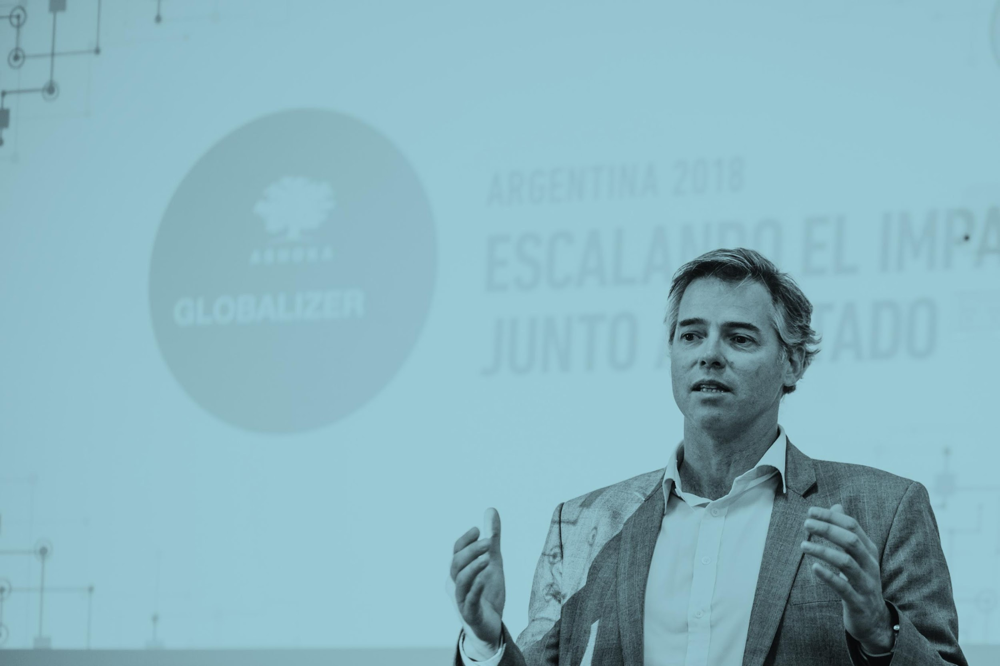 ASHOKA
GLOBALIZER
ARGENTINA 2018
ESCALANDO EL IMPA
JUNTO A TADO